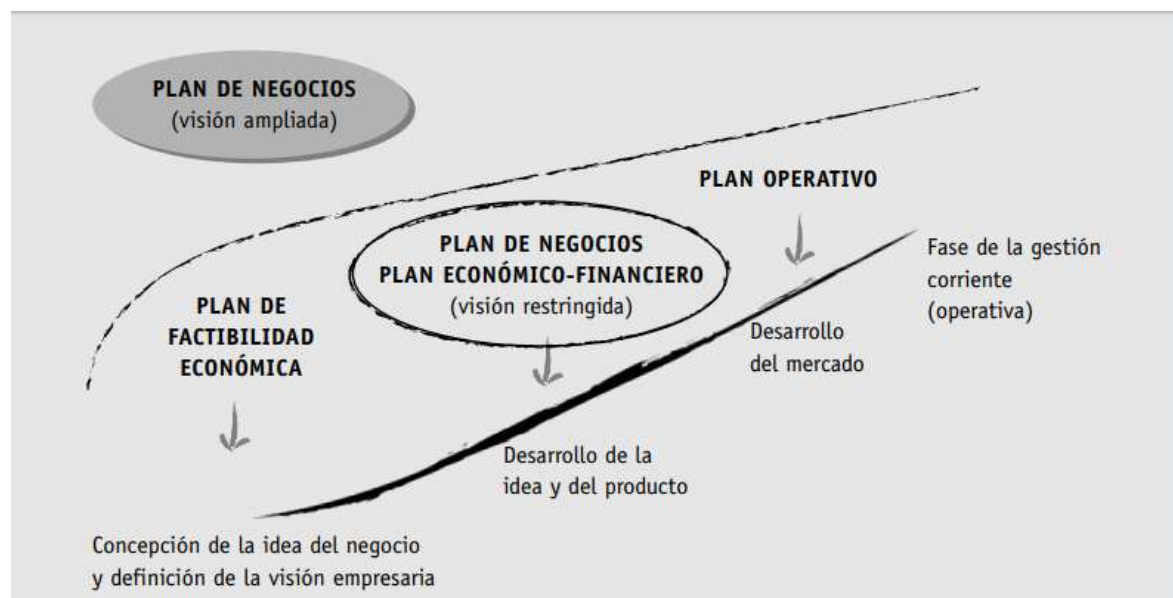 PLAN DE NEGOCIOS
(visión ampliada)
PLAN OPERATIVO
PLAN DE NEGOCIOS
PLAN ECONÓMICO-FINANCIERO
(visión restringida)
PLAN DE
FACTIBILIDAD
ECONÓMICA
Fase de la gestión
corriente
(operativa)
Desarrollo
del mercado
Desarrollo de la
idea y del producto
Concepción de la idea del negocio
y definición de la visión empresaria